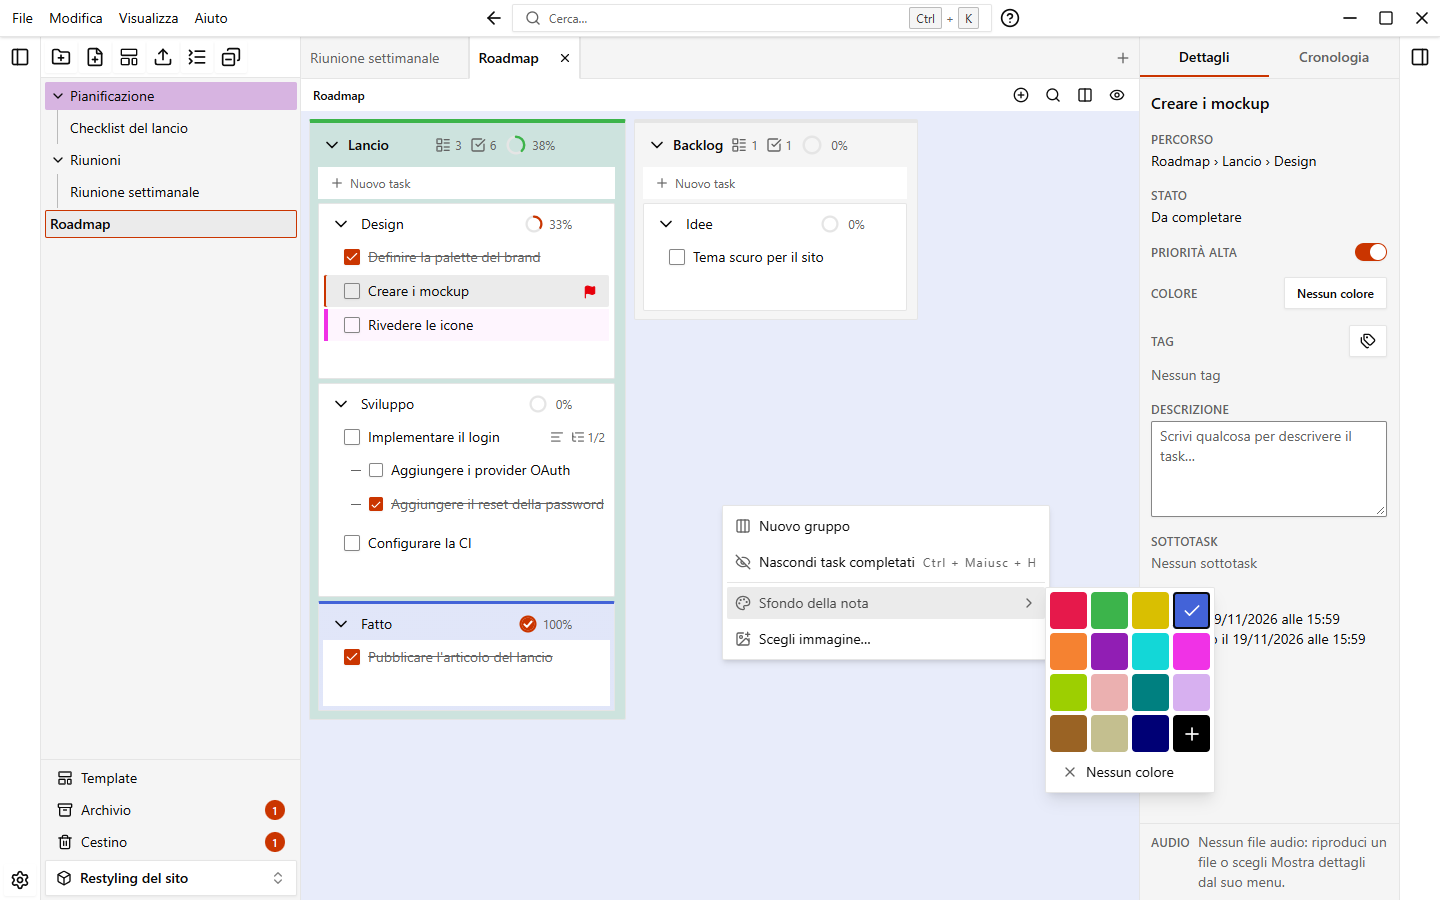 File Modifica Visualizza Aiuto
Cerca... Ctrl + K
Pianificazione
Checklist del lancio
Riunioni
Riunione settimanale
Roadmap
Template
Archivio 1
Cestino 1
Restyling del sito
Riunione settimanale Roadmap
Roadmap
Lancio 3 6 38%
Nuovo task
Design 33%
Definire la palette del brand
Creare i mockup
Rivedere le icone
Sviluppo 0%
Implementare il login 1/2
Aggiungere i provider OAuth
Aggiungere il reset della password
Configurare la CI
Fatto 100%
Pubblicare l'articolo del lancio
Backlog 1 1 0%
Nuovo task
Idee 0%
Tema scuro per il sito
Nuovo gruppo
Nascondi task completati Ctrl + Maiusc + H
Sfondo della nota
Scegli immagine...
Nessun colore
Dettagli Cronologia
Creare i mockup
PERCORSO
Roadmap › Lancio › Design
STATO
Da completare
PRIORITÀ ALTA
COLORE Nessun colore
TAG
Nessun tag
DESCRIZIONE
Scrivi qualcosa per descrivere il
task...
SOTTOTASK
Nessun sottotask
9/11/2026 alle 15:59
il 19/11/2026 alle 15:59
AUDIO Nessun file audio: riproduci un
file o scegli Mostra dettagli
dal suo menu.